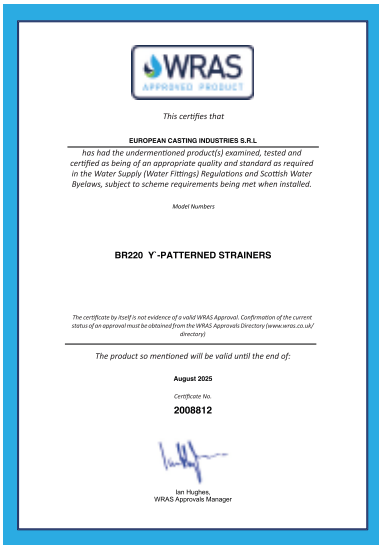 WRAS
APPROVED PRODUCT
This certifies that
EUROPEAN CASTING INDUSTRIES S.R.L
has had the undermentioned product(s) examined, tested and
certified as being of an appropriate quality and standard as required
in the Water Supply (Water Fittings) Regulations and Scottish Water
Byelaws, subject to scheme requirements being met when installed.
Model Numbers
BR220 Y`-PATTERNED STRAINERS
The certificate by itself is not evidence of a valid WRAS Approval. Confirmation of the current
status of an approval must be obtained from the WRAS Approvals Directory (www.wras.co.uk/
directory)
The product so mentioned will be valid until the end of:
August 2025
Certificate No.
2008812
Ian Hughes,
WRAS Approvals Manager